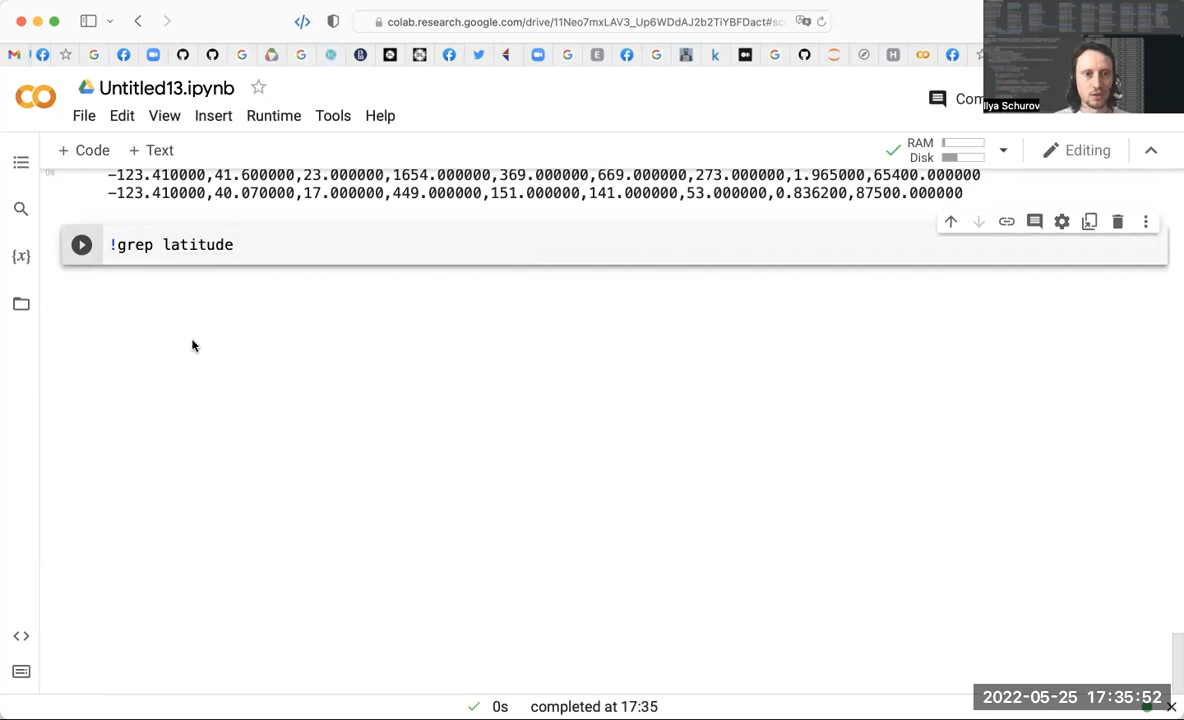 colab.research.google.com/drive/11Neo7mxLAV3_Up6WDdAJ2b2TiYBFDact#sc
Untitled13.ipynb
File Edit View Insert Runtime Tools Help
Com
Ilya Schurov
+ Code + Text
RAM
Disk
Editing
-123.410000,41.600000,23.000000,1654.000000,369.000000,669.000000,273.000000,1.965000,65400.000000
-123.410000,40.070000,17.000000,449.000000,151.000000,141.000000,53.000000,0.836200,87500.000000
!grep latitude
{x}
0s completed at 17:35
2022-05-25 17:35:52